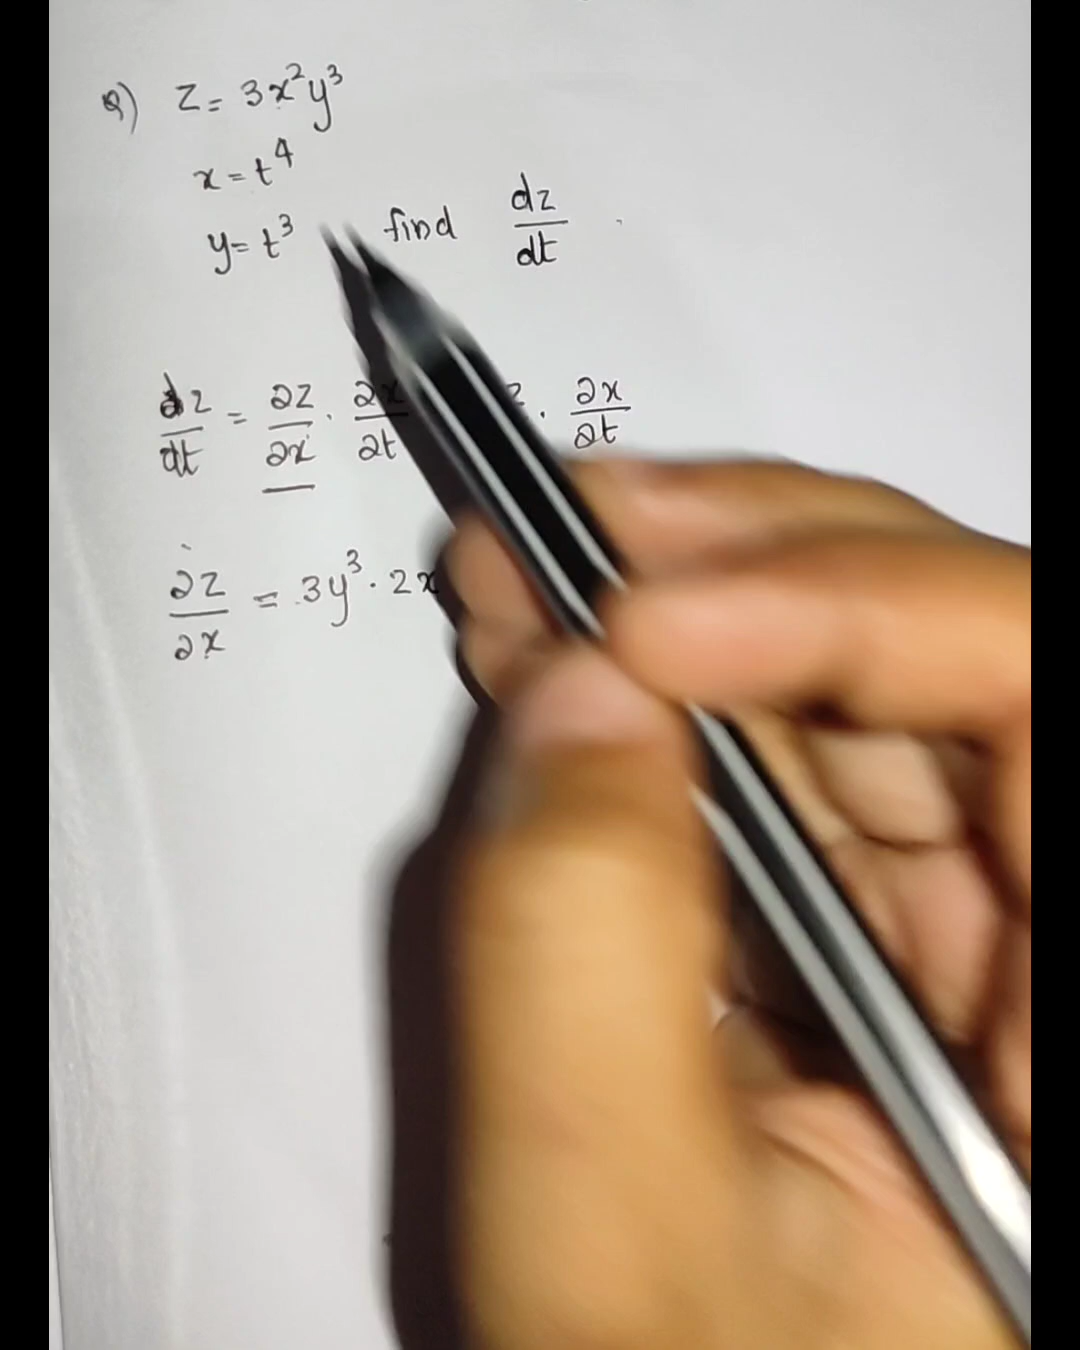 Q) z = 3x²y³
x = t⁴
y = t³ find dz/dt
dz/dt = ∂z/∂x · ∂x/∂t · ∂x/∂t
∂z/∂x = 3y³ · 2x